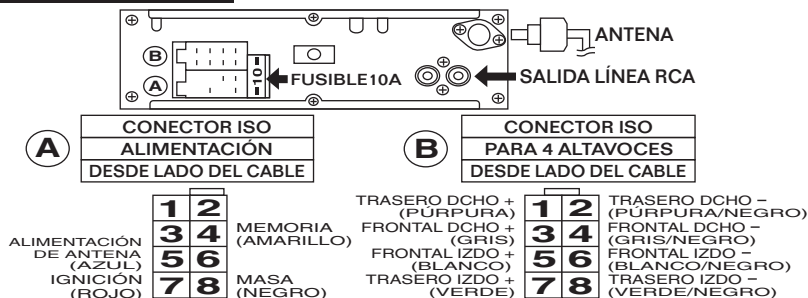 ANTENA
B
A
10
FUSIBLE10A
SALIDA LÍNEA RCA
A
CONECTOR ISO
ALIMENTACIÓN
DESDE LADO DEL CABLE
1 2
3 4
5 6
7 8
MEMORIA
(AMARILLO)
ALIMENTACIÓN
DE ANTENA
(AZUL)
IGNICIÓN
(ROJO)
MASA
(NEGRO)
B
CONECTOR ISO
PARA 4 ALTAVOCES
DESDE LADO DEL CABLE
TRASERO DCHO +
(PÚRPURA)
FRONTAL DCHO +
(GRIS)
FRONTAL IZDO +
(BLANCO)
TRASERO IZDO +
(VERDE)
1 2
3 4
5 6
7 8
TRASERO DCHO −
(PÚRPURA/NEGRO)
FRONTAL DCHO −
(GRIS/NEGRO)
FRONTAL IZDO −
(BLANCO/NEGRO)
TRASERO IZDO −
(VERDE/NEGRO)